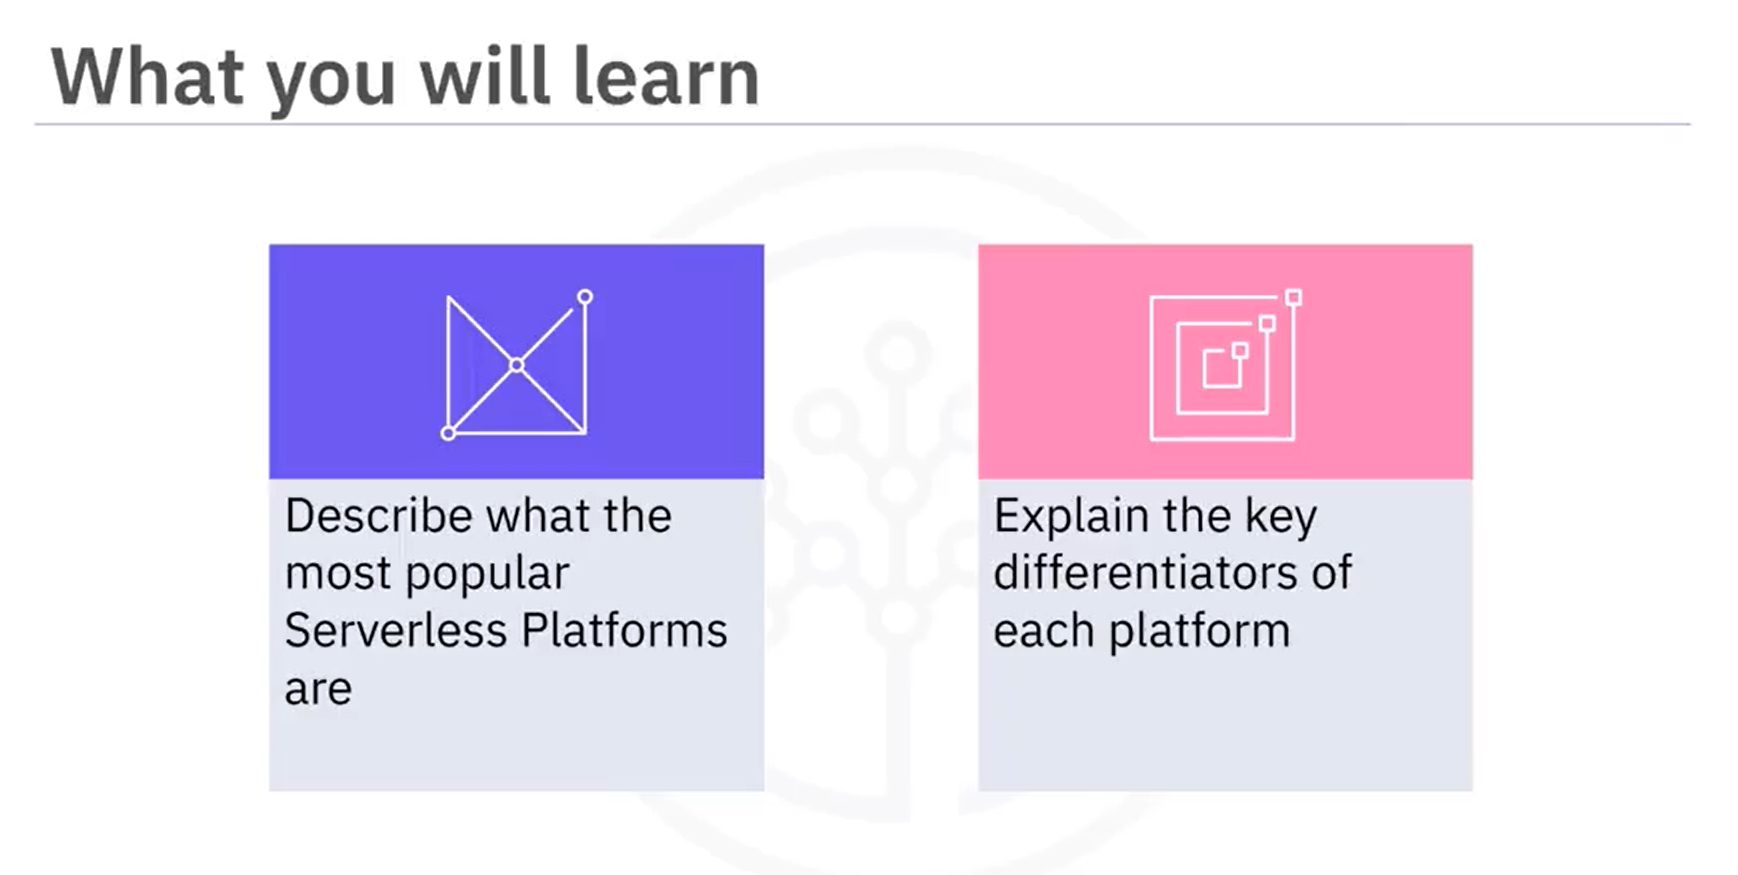 What you will learn
Describe what the
most popular
Serverless Platforms
are
Explain the key
differentiators of
each platform